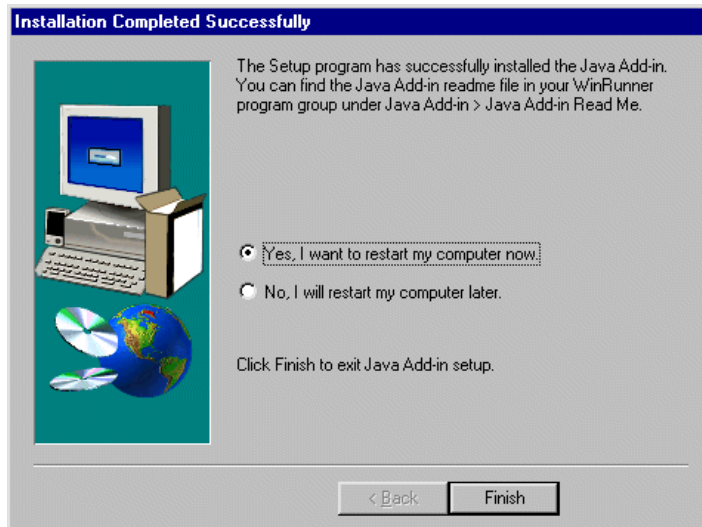 Installation Completed Successfully
The Setup program has successfully installed the Java Add-in.
You can find the Java Add-in readme file in your WinRunner
program group under Java Add-in > Java Add-in Read Me.
Yes, I want to restart my computer now.
No, I will restart my computer later.
Click Finish to exit Java Add-in setup.
< Back
Finish